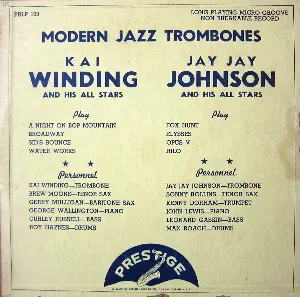 PRLP 109
LONG PLAYING MICRO GROOVE
NON BREAKABLE RECORD
MODERN JAZZ TROMBONES
KAI
WINDING
AND HIS ALL STARS
Play
A NIGHT ON BOP MOUNTAIN
BROADWAY
SID'S BOUNCE
WATER WORKS
Personnel
KAI WINDING—TROMBONE
BREW MOORE—TENOR SAX
GERRY MULLIGAN—BARITONE SAX
GEORGE WALLINGTON—PIANO
CURLEY RUSSELL—BASS
ROY HAYNES—DRUMS
JAY JAY
JOHNSON
AND HIS ALL STARS
Play
FOX HUNT
ELYSSES
OPUS V
HILO
Personnel
JAY JAY JOHNSON—TROMBONE
SONNY ROLLINS—TENOR SAX
KENNY DORHAM—TRUMPET
JOHN LEWIS—PIANO
LEONARD GASKIN—BASS
MAX ROACH—DRUMS
PRESTIGE